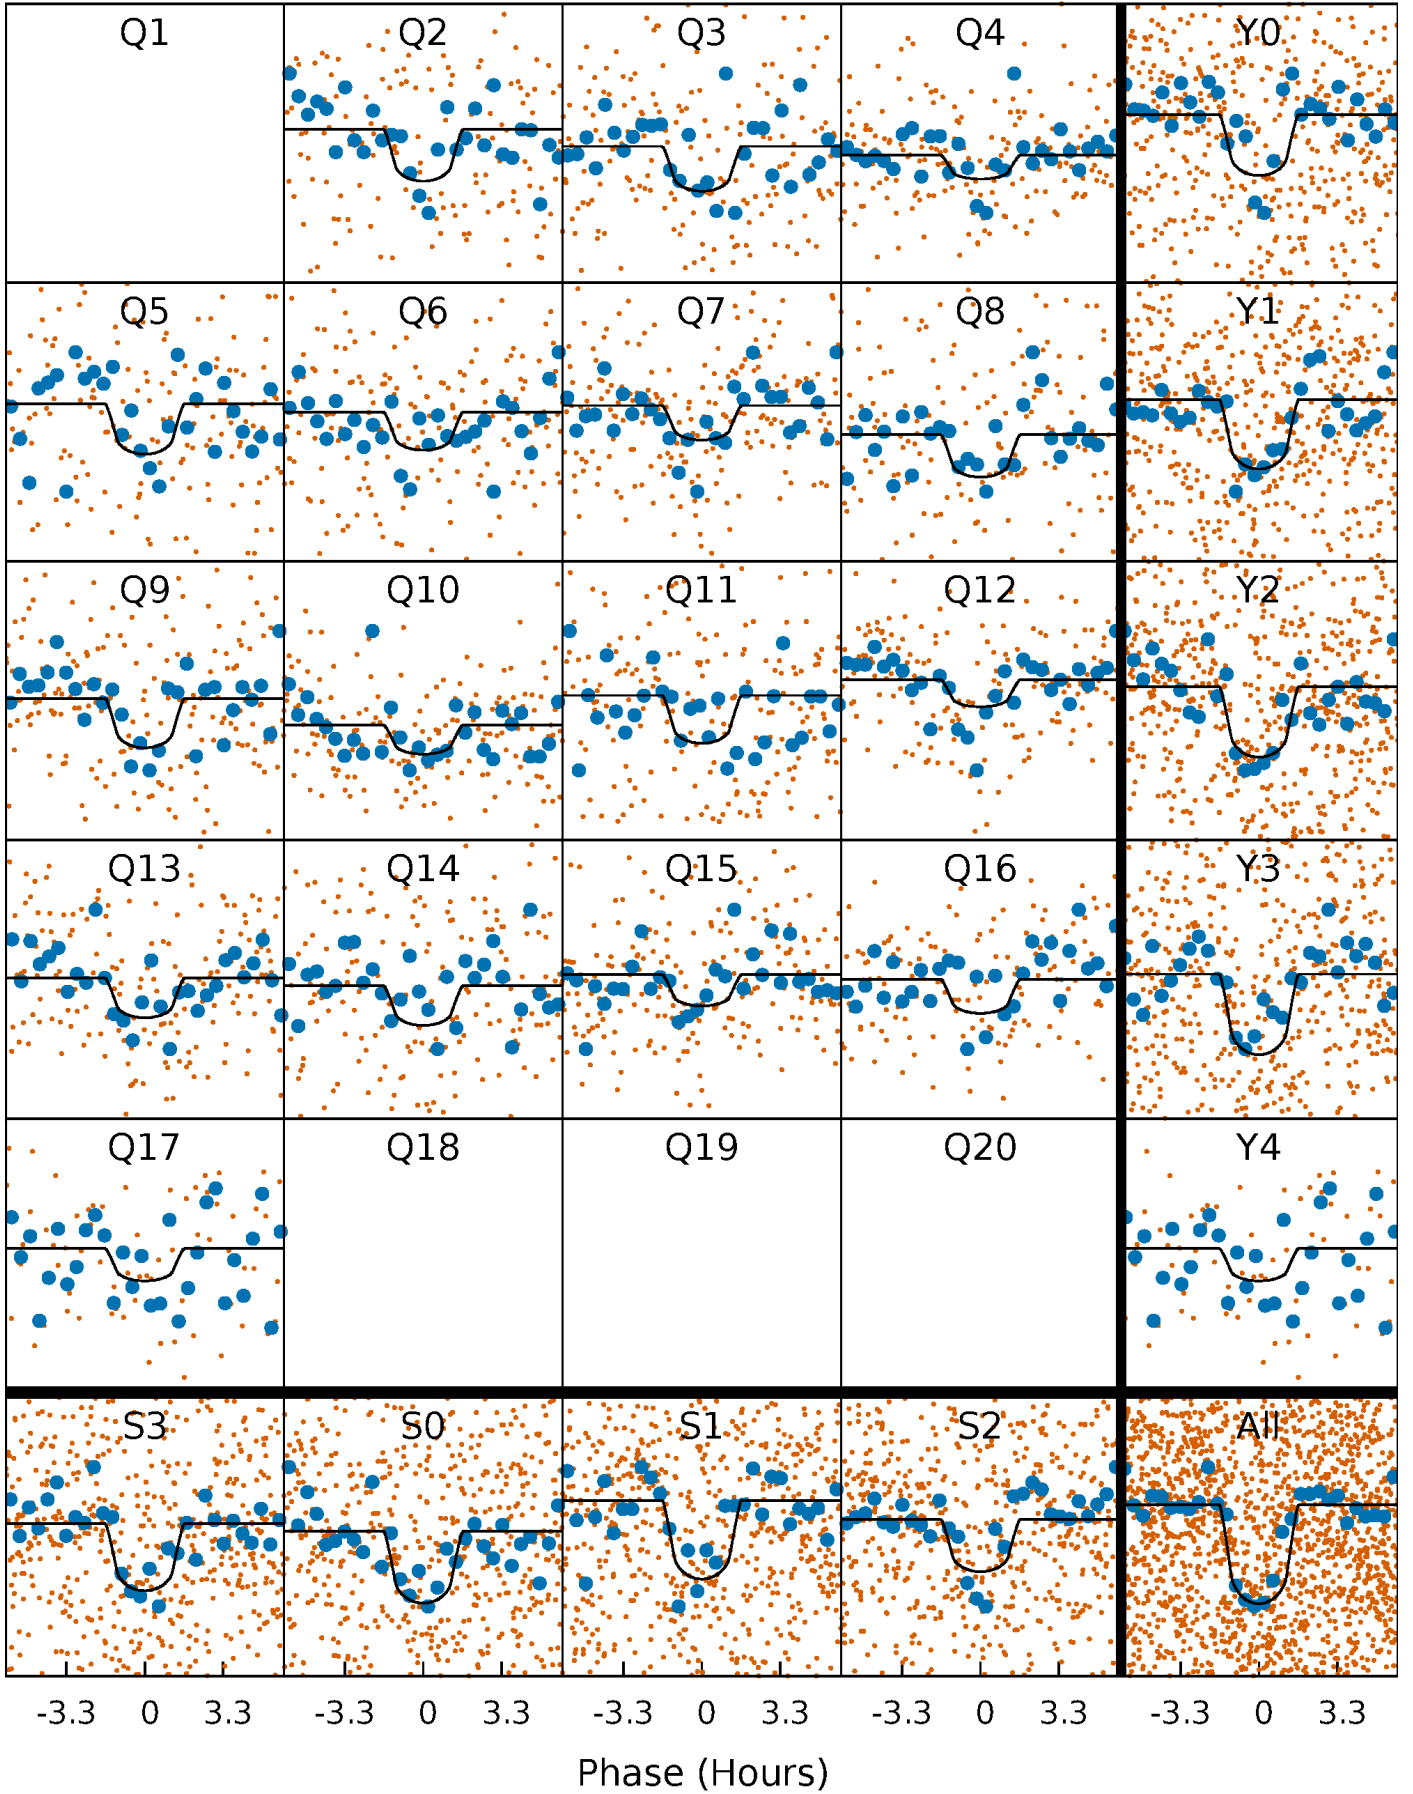 Q1 Q2 Q3 Q4 Y0
Q5 Q6 Q7 Q8 Y1
Q9 Q10 Q11 Q12 Y2
Q13 Q14 Q15 Q16 Y3
Q17 Q18 Q19 Q20 Y4
S3 S0 S1 S2 All
-3.3 0 3.3 -3.3 0 3.3 -3.3 0 3.3 -3.3 0 3.3 -3.3 0 3.3
Phase (Hours)